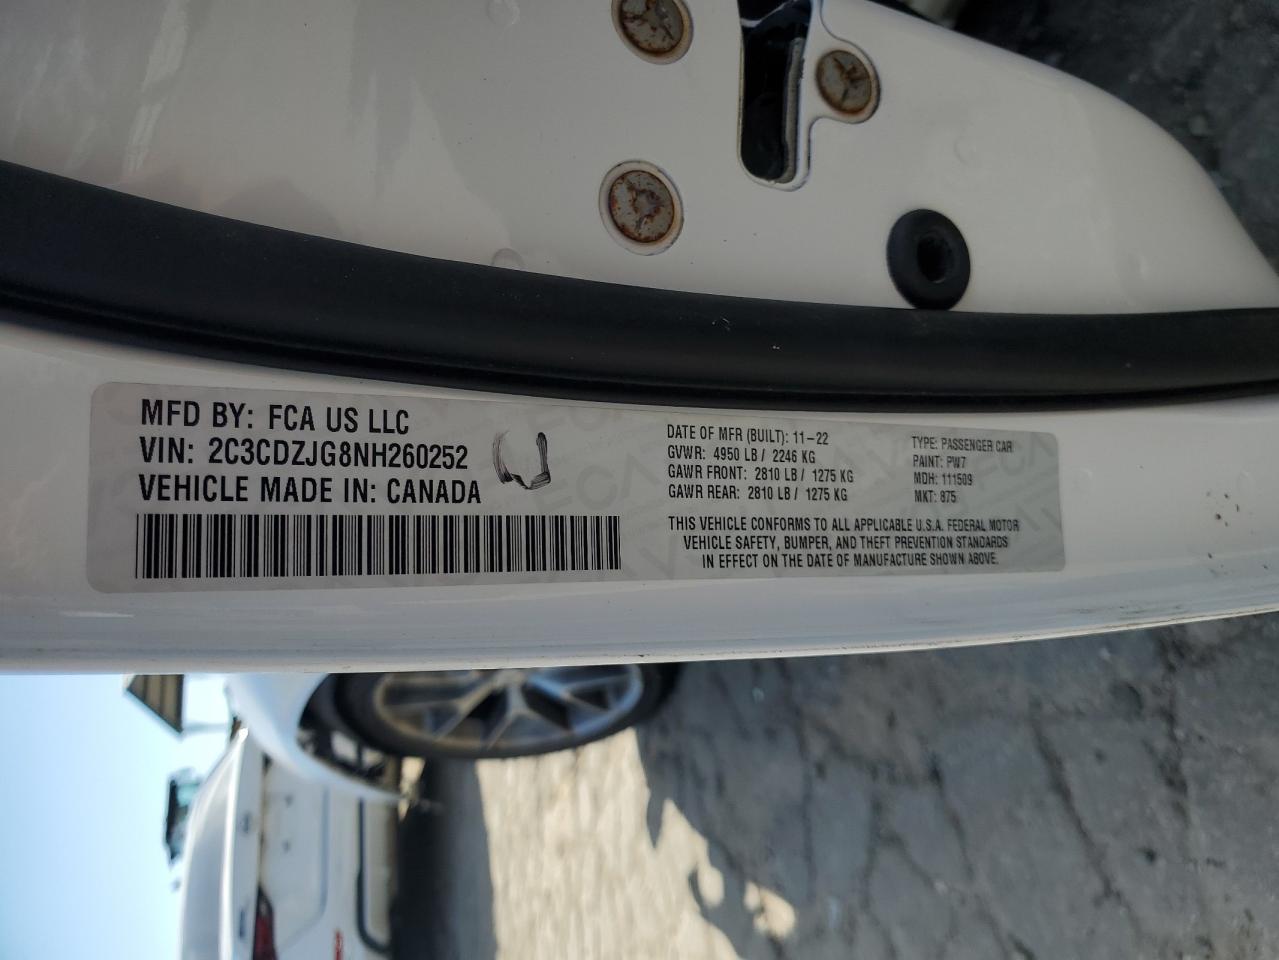 MFD BY: FCA US LLC
VIN: 2C3CDZJG8NH260252
VEHICLE MADE IN: CANADA
DATE OF MFR (BUILT): 11-22
GVWR: 4950 LB / 2246 KG
GAWR FRONT: 2810 LB / 1275 KG
GAWR REAR: 2810 LB / 1275 KG
TYPE: PASSENGER CAR
PAINT: PW7
MDH: 111509
MKT: 875
THIS VEHICLE CONFORMS TO ALL APPLICABLE U.S.A. FEDERAL MOTOR
VEHICLE SAFETY, BUMPER, AND THEFT PREVENTION STANDARDS
IN EFFECT ON THE DATE OF MANUFACTURE SHOWN ABOVE.